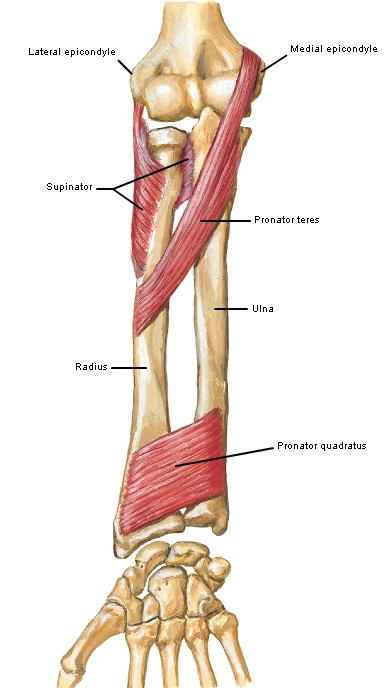 Lateral epicondyle
Medial epicondyle
Supinator
Pronator teres
Ulna
Radius
Pronator quadratus